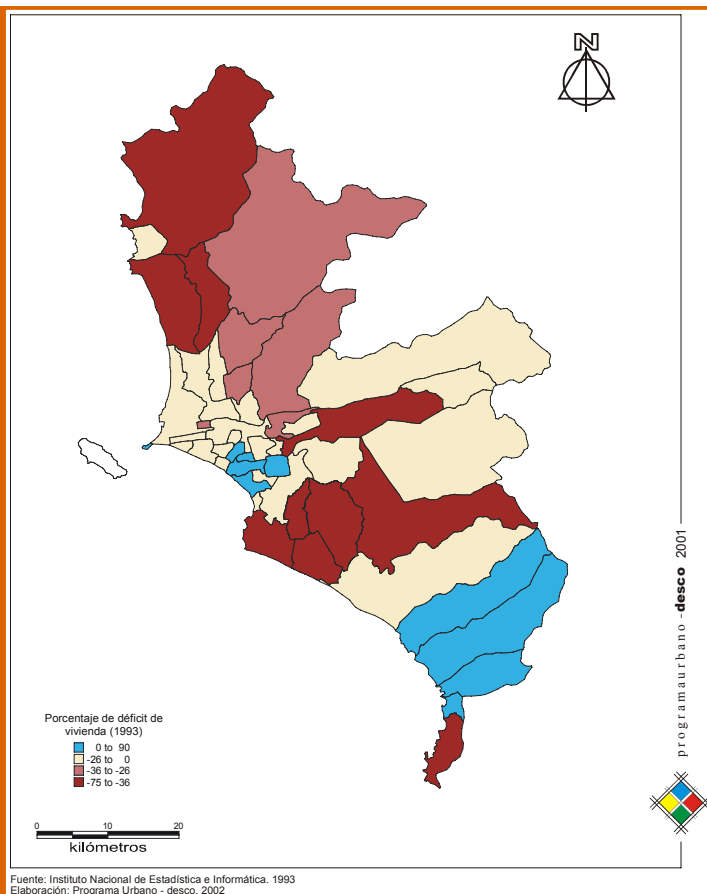 N
programaurbano - desco 2001
Porcentaje de déficit de
vivienda (1993)
0 to 90
-26 to 0
-36 to -26
-75 to -36
0 10 20
kilómetros
Fuente: Instituto Nacional de Estadística e Informática. 1993
Elaboración: Programa Urbano - desco. 2002